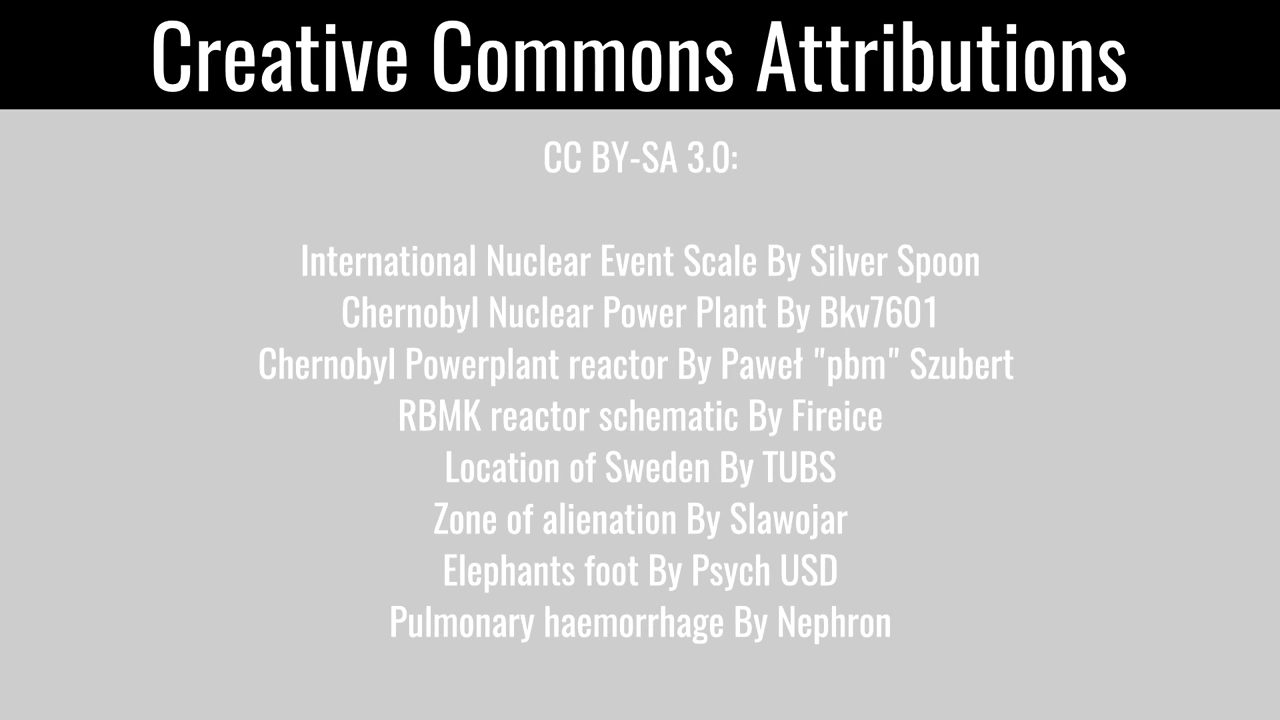 Creative Commons Attributions
CC BY-SA 3.0:
International Nuclear Event Scale By Silver Spoon
Chernobyl Nuclear Power Plant By Bkv7601
Chernobyl Powerplant reactor By Paweł "pbm" Szubert
RBMK reactor schematic By Fireice
Location of Sweden By TUBS
Zone of alienation By Slawojar
Elephants foot By Psych USD
Pulmonary haemorrhage By Nephron